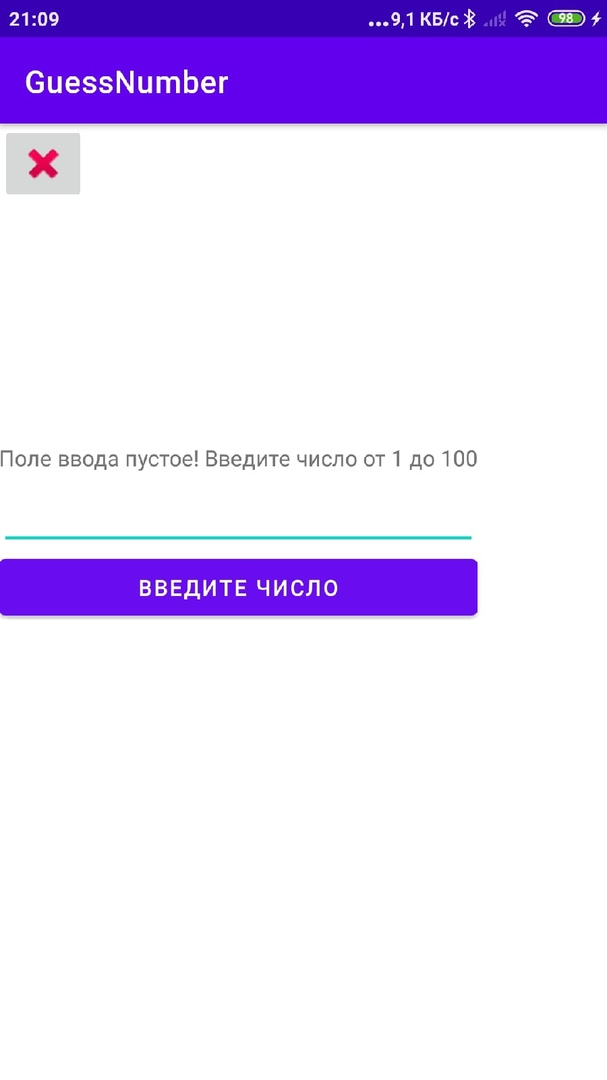 21:09
...9,1 КБ/с
98
GuessNumber
Поле ввода пустое! Введите число от 1 до 100
ВВЕДИТЕ ЧИСЛО